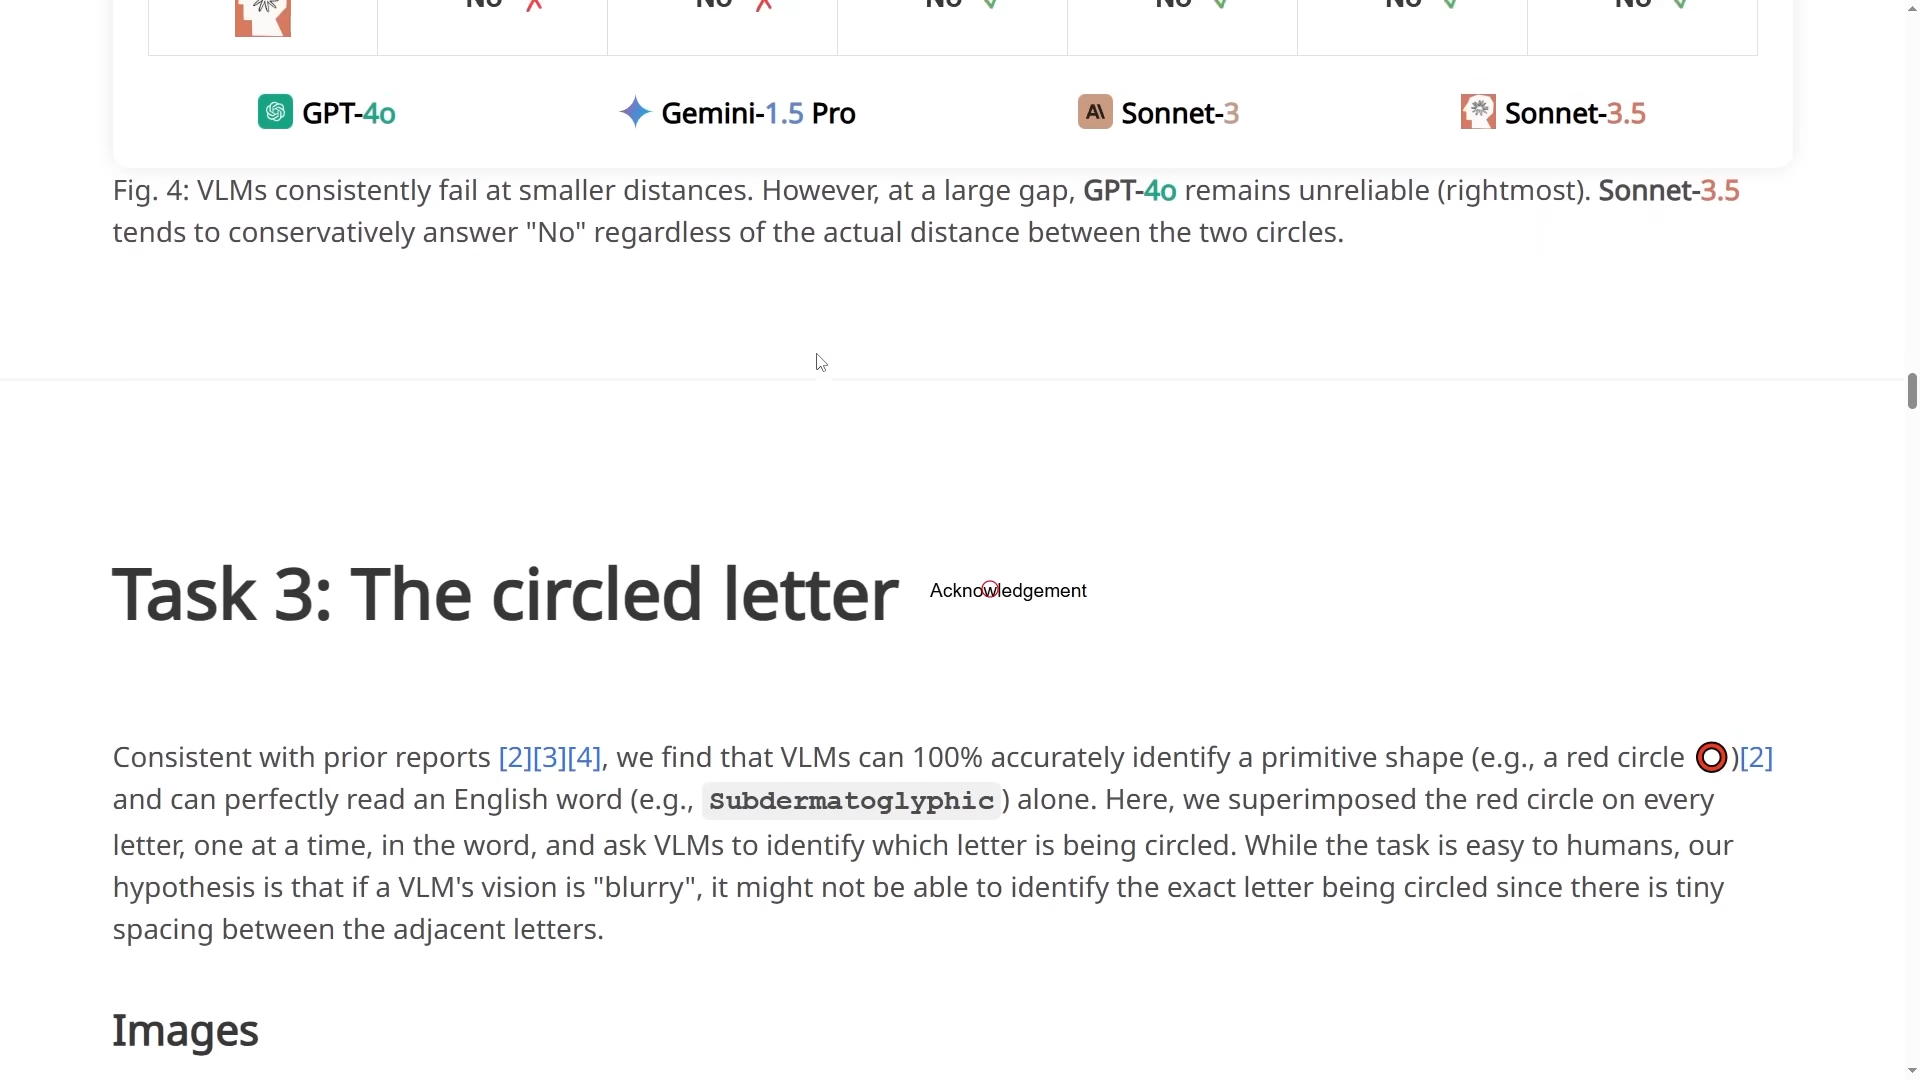 No No No No No No
GPT-4o Gemini-1.5 Pro Sonnet-3 Sonnet-3.5
Fig. 4: VLMs consistently fail at smaller distances. However, at a large gap, GPT-4o remains unreliable (rightmost). Sonnet-3.5
tends to conservatively answer "No" regardless of the actual distance between the two circles.
Task 3: The circled letter Acknowledgement
Consistent with prior reports [2][3][4], we find that VLMs can 100% accurately identify a primitive shape (e.g., a red circle ⭕)[2]
and can perfectly read an English word (e.g., Subdermatoglyphic) alone. Here, we superimposed the red circle on every
letter, one at a time, in the word, and ask VLMs to identify which letter is being circled. While the task is easy to humans, our
hypothesis is that if a VLM's vision is "blurry", it might not be able to identify the exact letter being circled since there is tiny
spacing between the adjacent letters.
Images